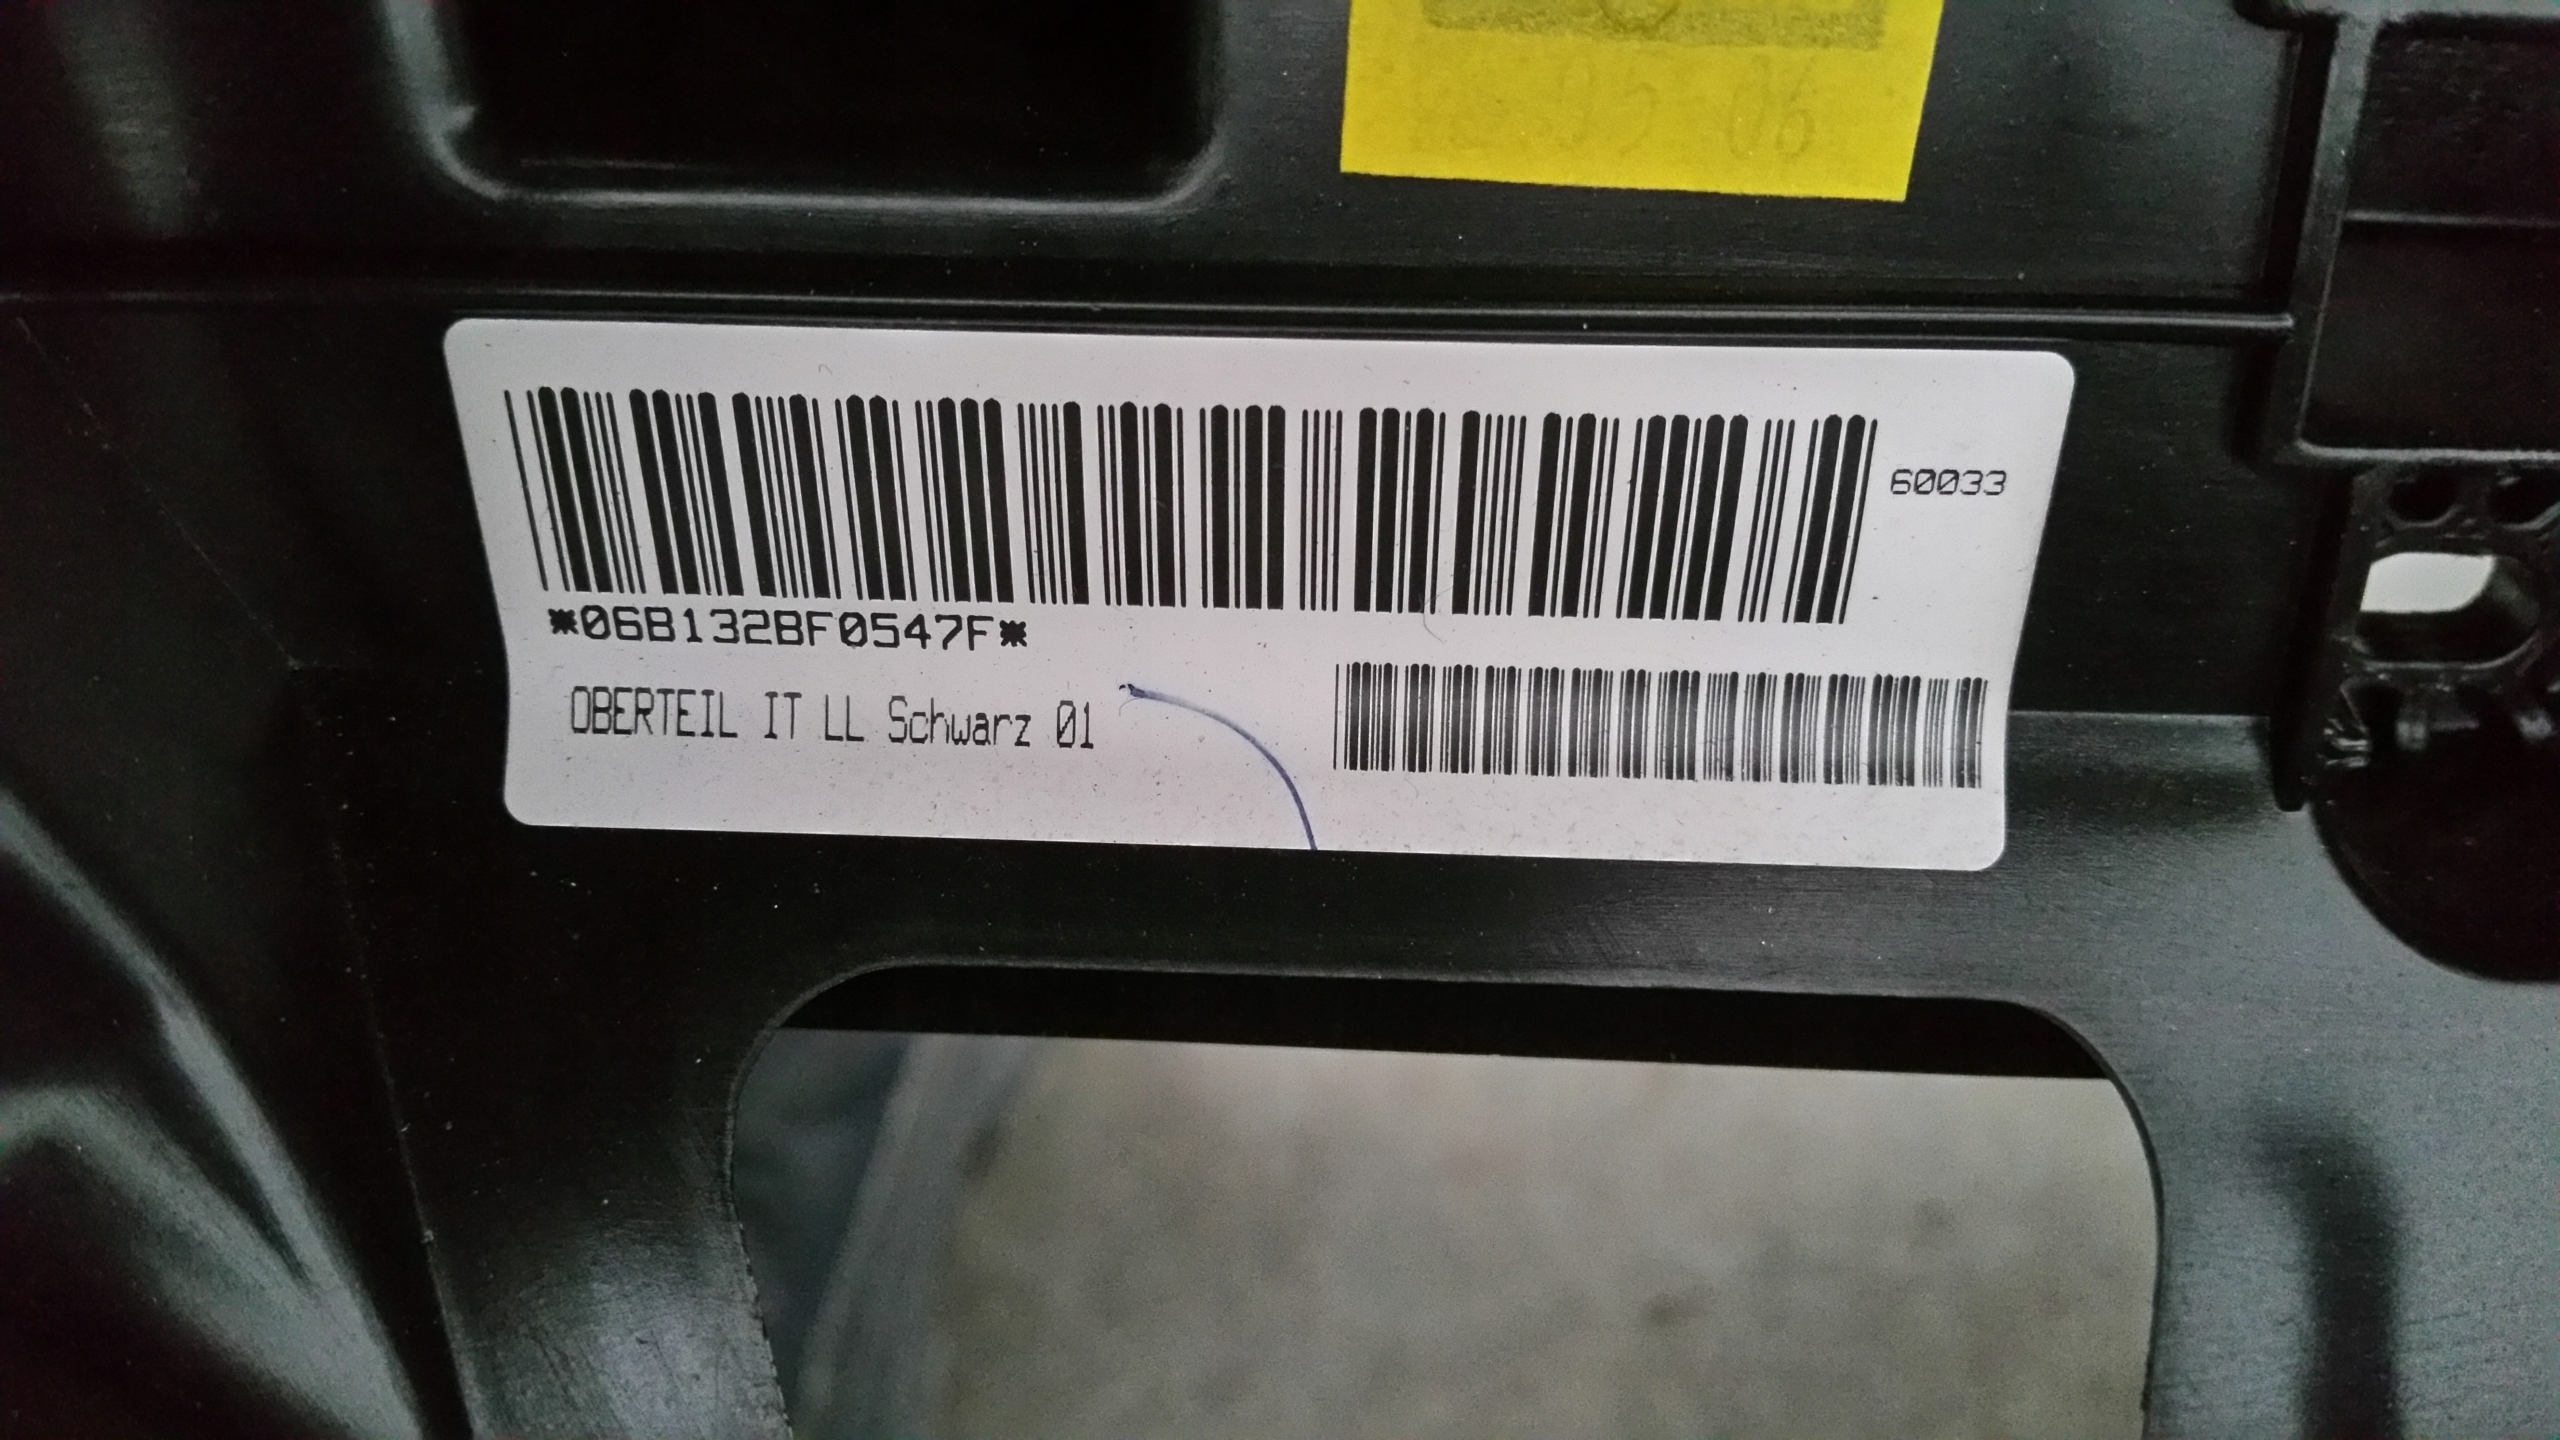 60033
*06B132BF0547F*
OBERTEIL IT LL Schwarz 01